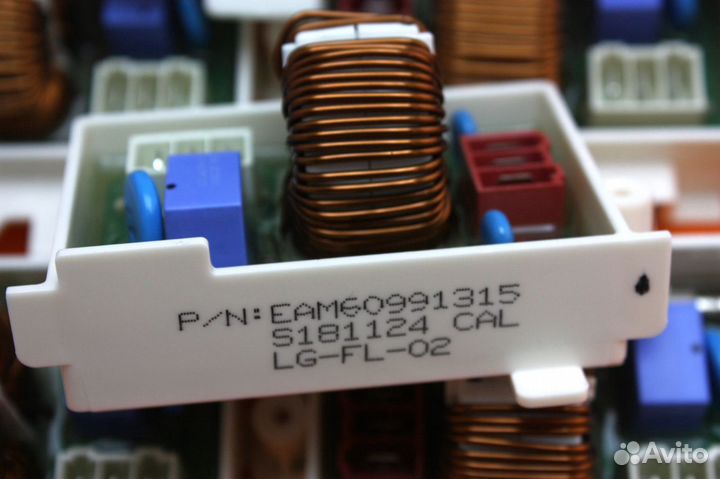 P/N:EAM60991315
S181124 CAL
LG-FL-02
Avito